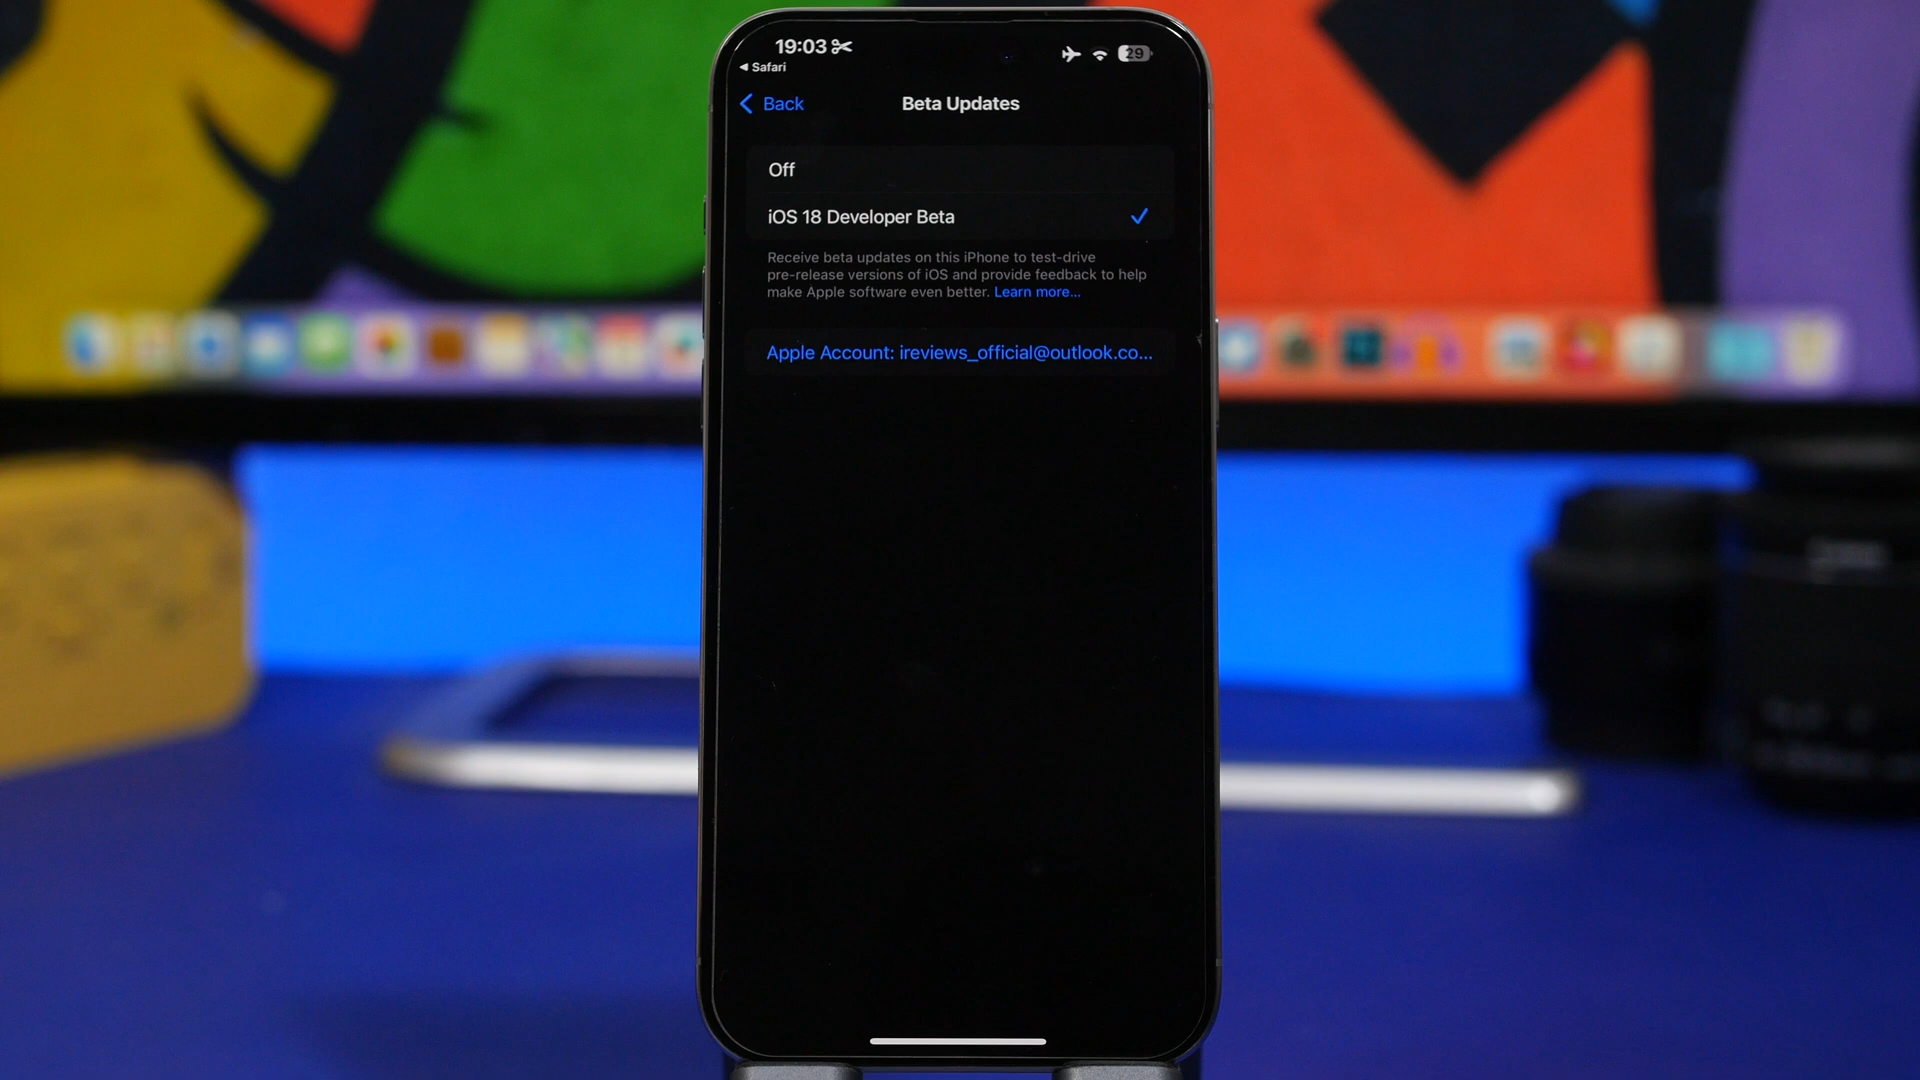 19:03
29
Safari
Back
Beta Updates
Off
iOS 18 Developer Beta
Receive beta updates on this iPhone to test-drive
pre-release versions of iOS and provide feedback to help
make Apple software even better. Learn more...
Apple Account: ireviews_official@outlook.co...